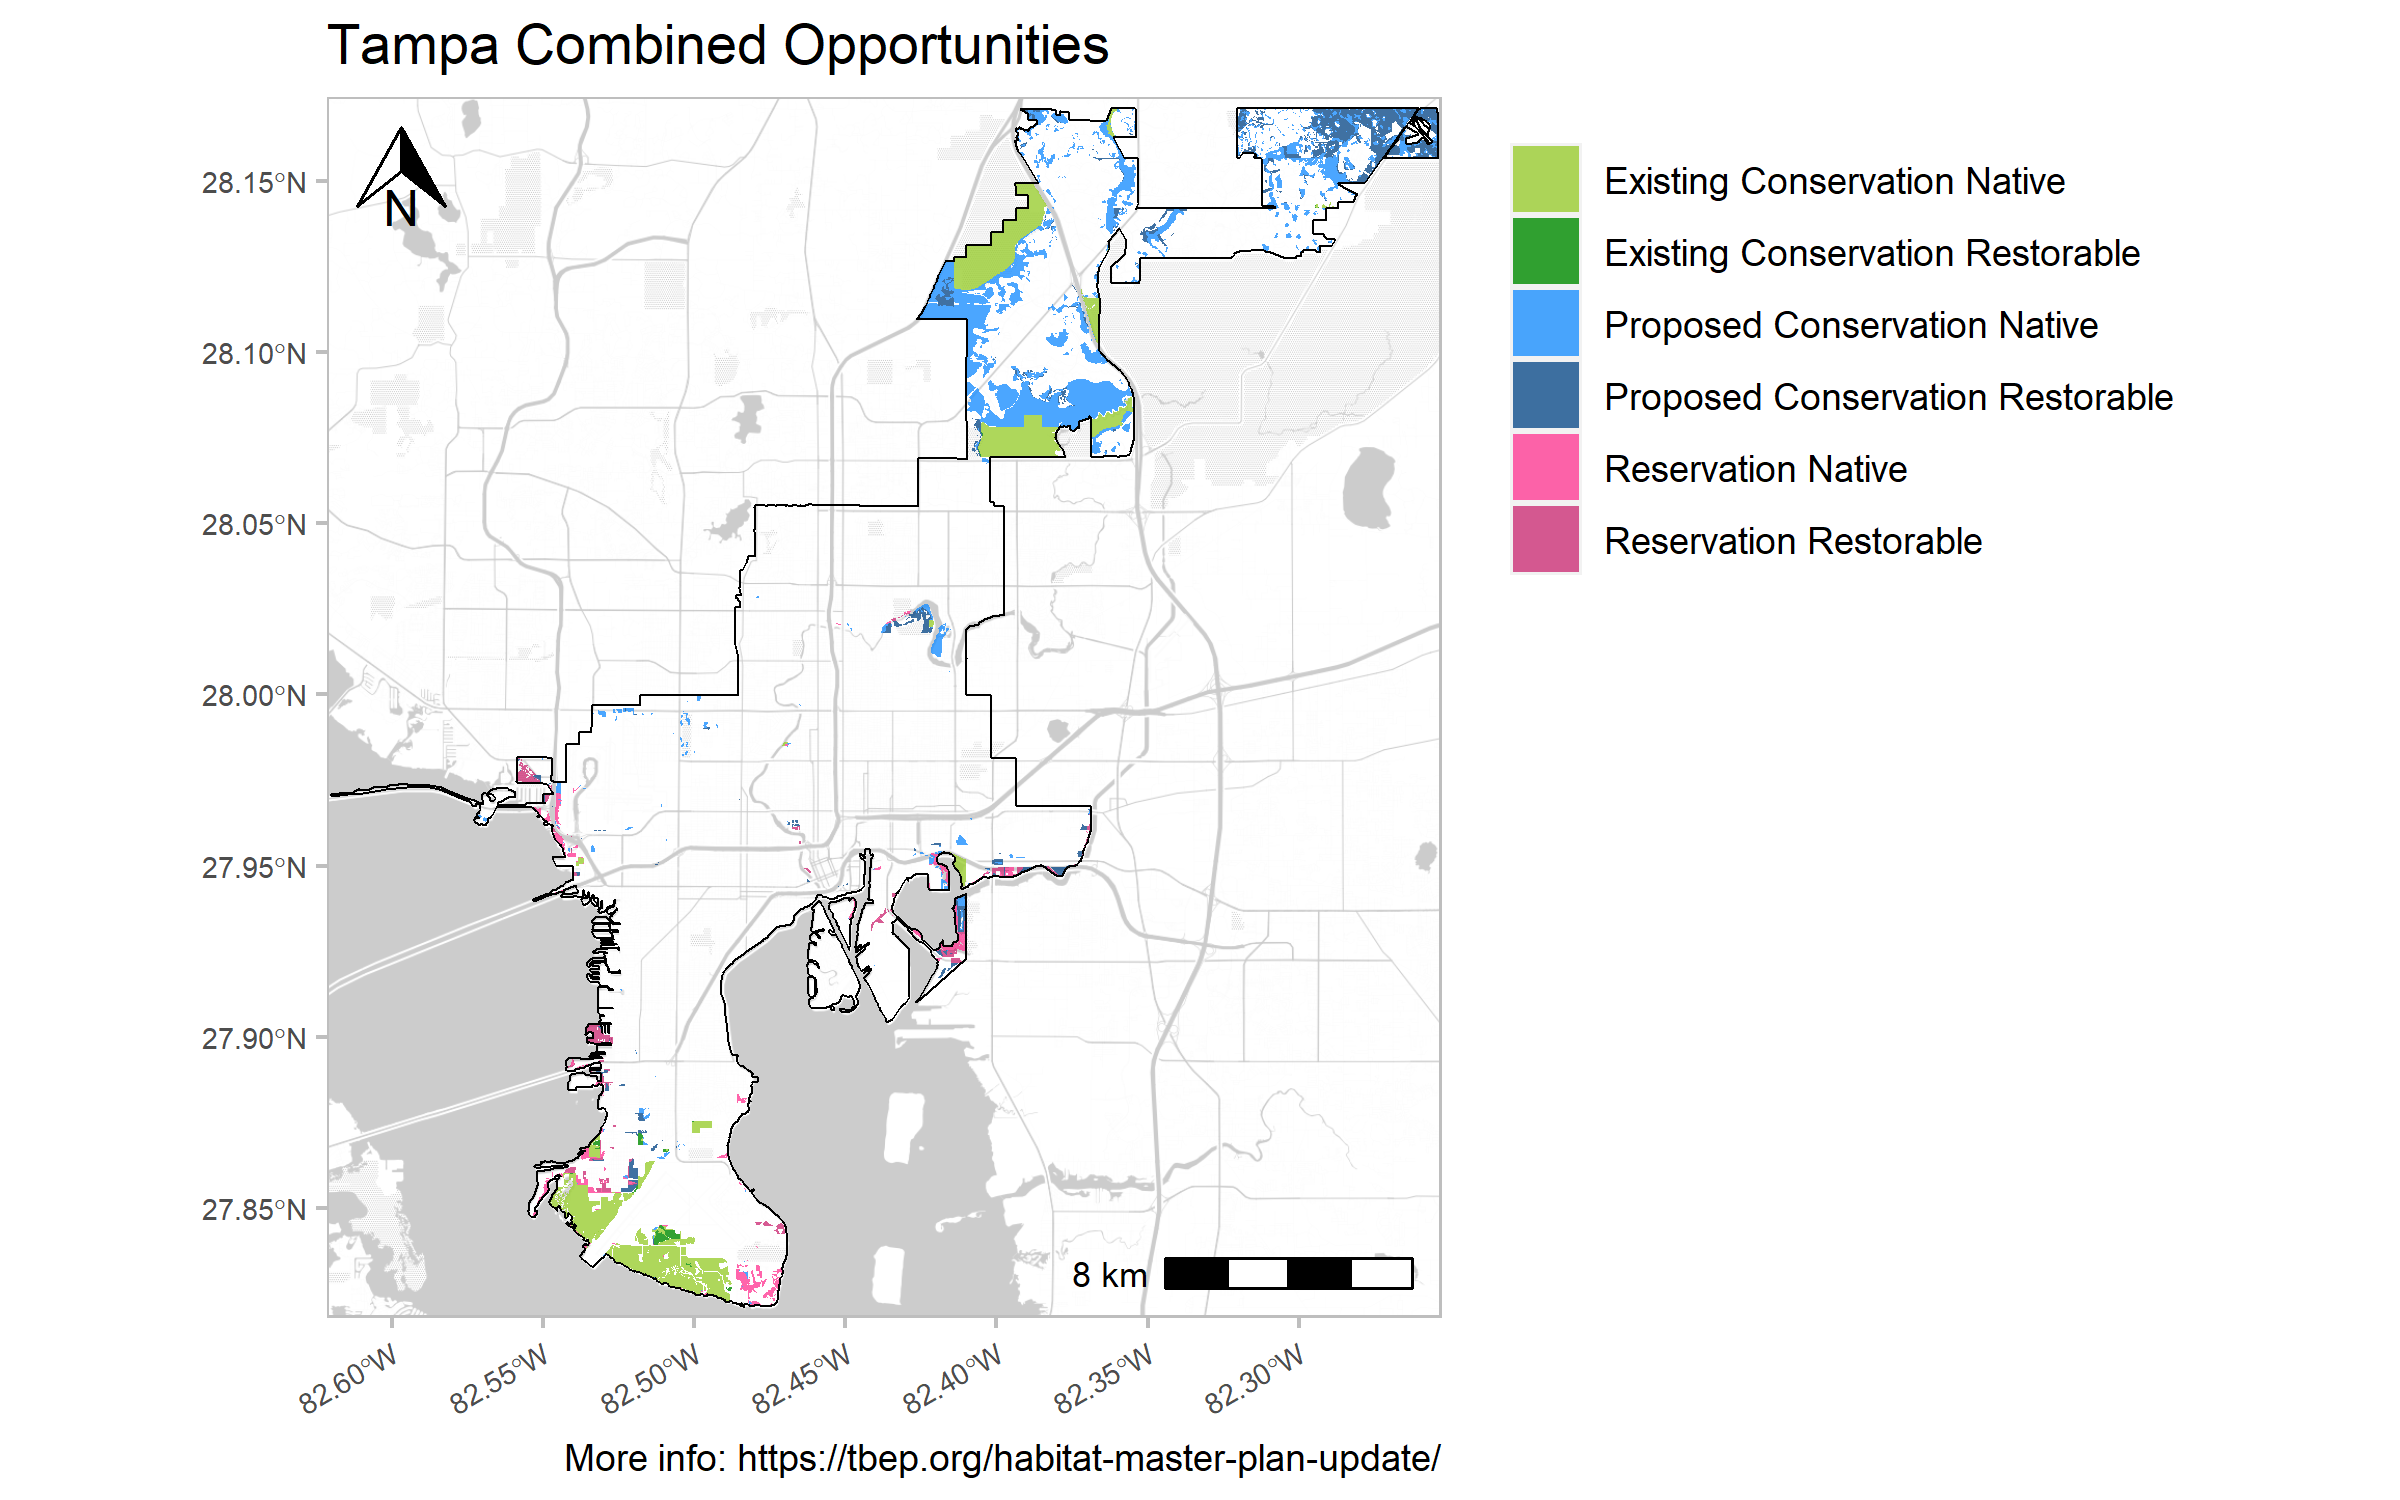 Tampa Combined Opportunities
N
28.15°N
28.10°N
28.05°N
28.00°N
27.95°N
27.90°N
27.85°N
82.60°W
82.55°W
82.50°W
82.45°W
82.40°W
82.35°W
82.30°W
8 km
Existing Conservation Native
Existing Conservation Restorable
Proposed Conservation Native
Proposed Conservation Restorable
Reservation Native
Reservation Restorable
More info: https://tbep.org/habitat-master-plan-update/